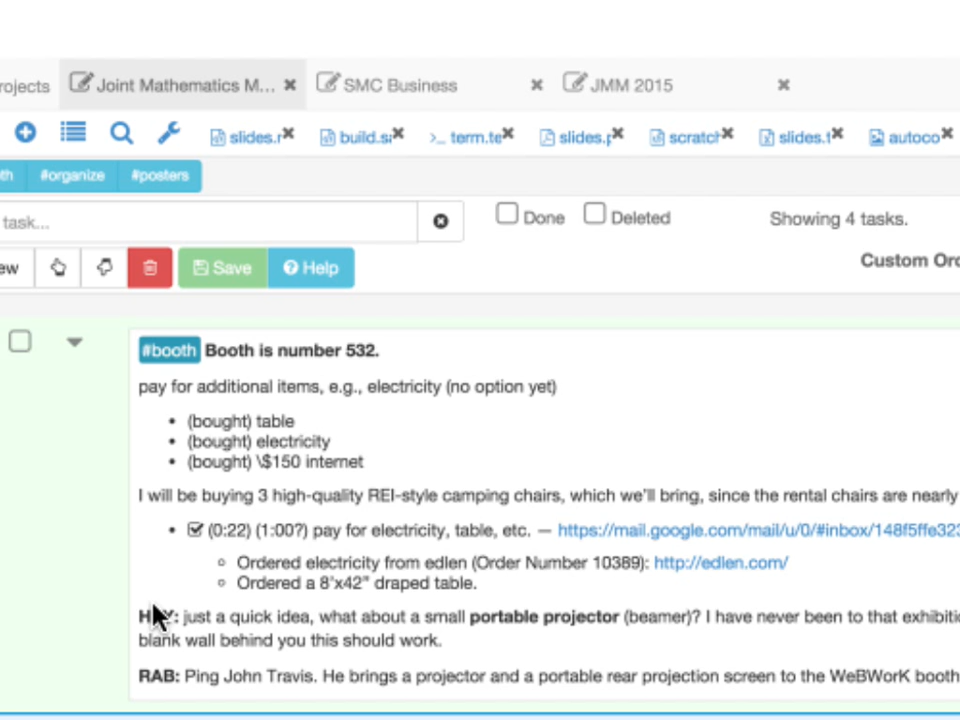 rojects Joint Mathematics M... SMC Business JMM 2015
slides.r build.s term.te slides.p scratch slides.t autoco
th #organize #posters
task... Done Deleted Showing 4 tasks.
ew Save Help Custom Orc
#booth Booth is number 532.
pay for additional items, e.g., electricity (no option yet)
• (bought) table
• (bought) electricity
• (bought) \$150 internet
I will be buying 3 high-quality REI-style camping chairs, which we'll bring, since the rental chairs are nearly
• (0:22) (1:00?) pay for electricity, table, etc. — https://mail.google.com/mail/u/0/#inbox/148f5ffe323
Ordered electricity from edlen (Order Number 10389): http://edlen.com/
Ordered a 8'x42" draped table.
just a quick idea, what about a small portable projector (beamer)? I have never been to that exhibitic
blank wall behind you this should work.
RAB: Ping John Travis. He brings a projector and a portable rear projection screen to the WeBWorK booth